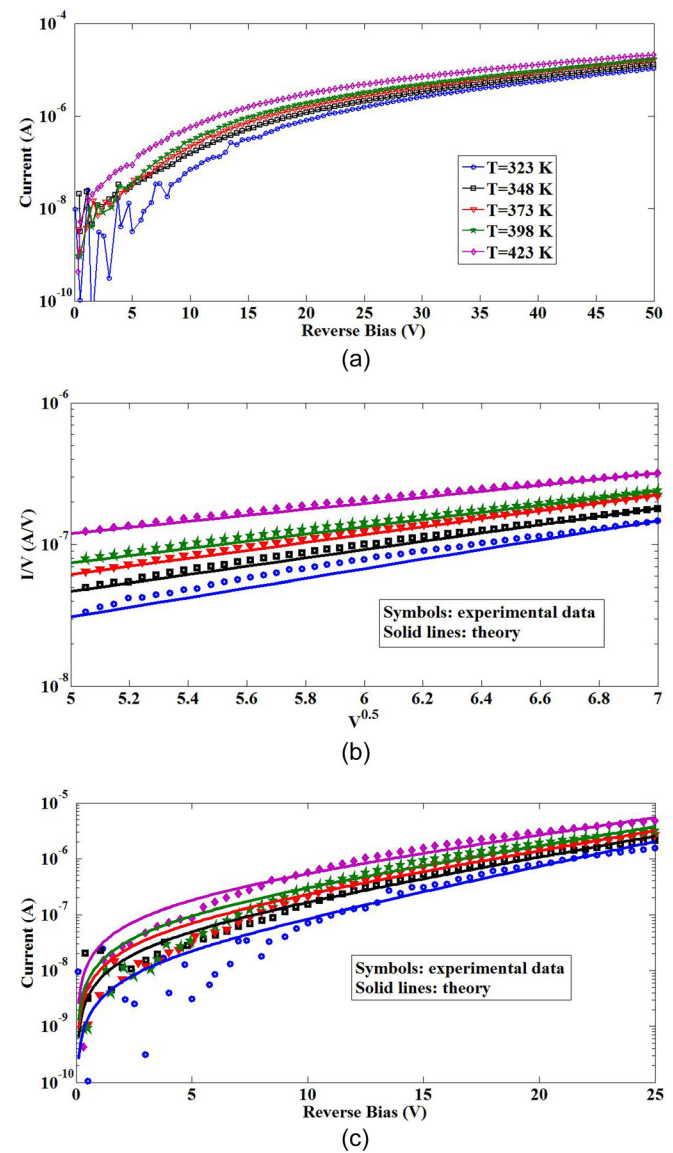 10^-4
10^-6
10^-8
10^-10
Current (A)
T=323 K
T=348 K
T=373 K
T=398 K
T=423 K
0 5 10 15 20 25 30 35 40 45 50
Reverse Bias (V)
(a)
10^-6
10^-7
10^-8
I/V (A/V)
Symbols: experimental data
Solid lines: theory
5 5.2 5.4 5.6 5.8 6 6.2 6.4 6.6 6.8 7
V^0.5
(b)
10^-5
10^-6
10^-7
10^-8
10^-9
10^-10
Current (A)
Symbols: experimental data
Solid lines: theory
0 5 10 15 20 25
Reverse Bias (V)
(c)